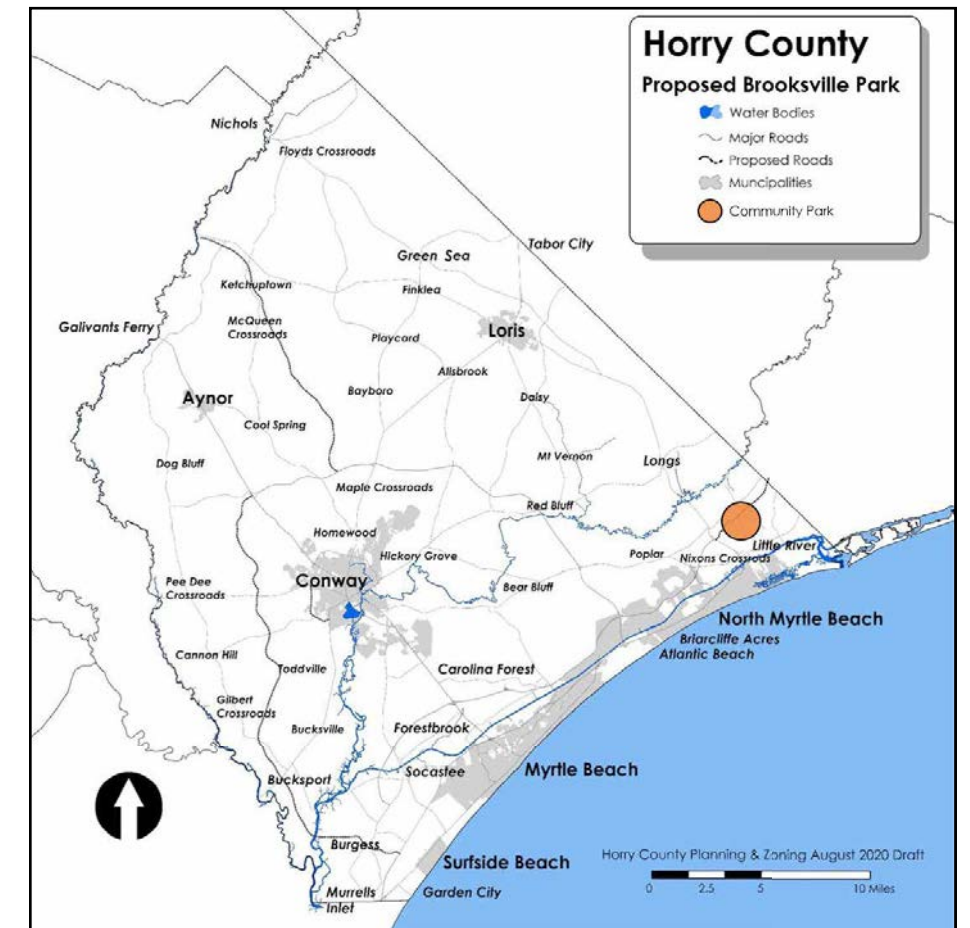 Horry County
Proposed Brooksville Park
Water Bodies
Major Roads
Proposed Roads
Muncipalities
Community Park
Nichols
Floyds Crossroads
Tabor City
Green Sea
Ketchuptown
Finklea
Galivants Ferry
McQueen
Crossroads
Loris
Playcard
Allsbrook
Aynor
Bayboro
Daisy
Cool Spring
Dog Bluff
Mt Vernon
Longs
Maple Crossroads
Red Bluff
Homewood
Hickory Grove
Poplar
Nixons Crossroads
Little River
Conway
Pee Dee
Crossroads
Bear Bluff
North Myrtle Beach
Briarcliffe Acres
Atlantic Beach
Cannon Hill
Toddville
Carolina Forest
Gilbert
Crossroads
Bucksville
Forestbrook
Bucksport
Socastee
Myrtle Beach
Burgess
Surfside Beach
Murrells
Inlet
Garden City
Horry County Planning & Zoning August 2020 Draft
0 2.5 5 10 Miles